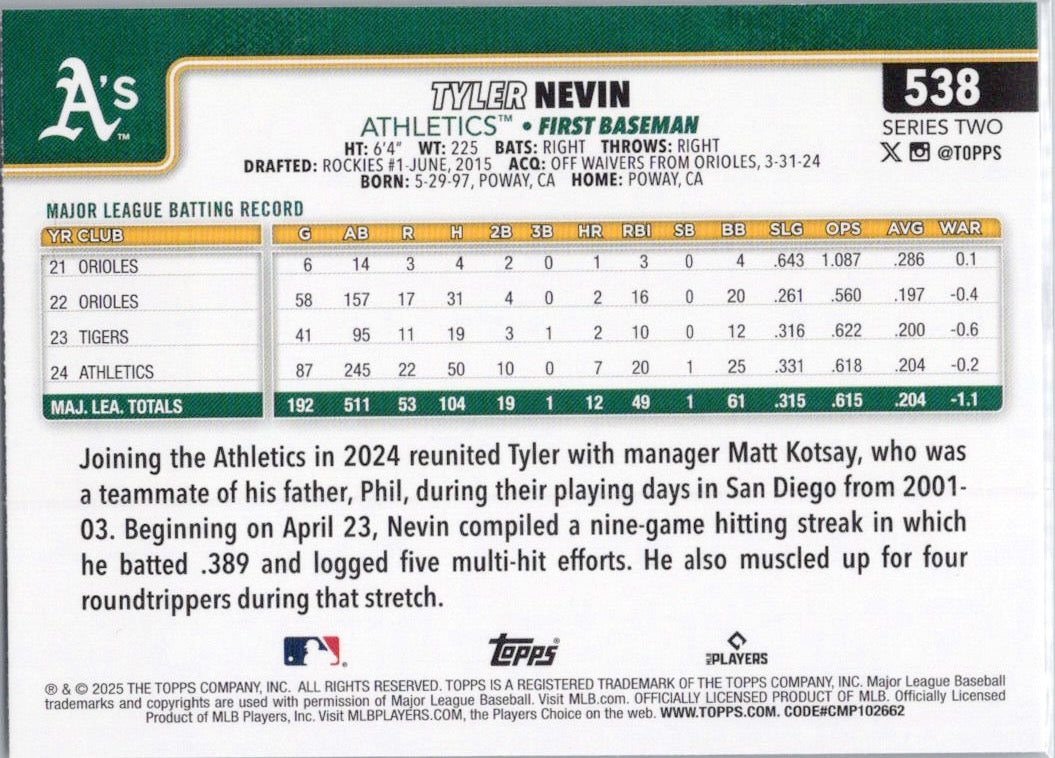 A's™
TYLER NEVIN
538
ATHLETICS™ • FIRST BASEMAN
SERIES TWO
HT: 6'4" WT: 225 BATS: RIGHT THROWS: RIGHT
@TOPPS
DRAFTED: ROCKIES #1-JUNE, 2015 ACQ: OFF WAIVERS FROM ORIOLES, 3-31-24
BORN: 5-29-97, POWAY, CA HOME: POWAY, CA
MAJOR LEAGUE BATTING RECORD
YR CLUB G AB R H 2B 3B HR RBI SB BB SLG OPS AVG WAR
21 ORIOLES 6 14 3 4 2 0 1 3 0 4 .643 1.087 .286 0.1
22 ORIOLES 58 157 17 31 4 0 2 16 0 20 .261 .560 .197 -0.4
23 TIGERS 41 95 11 19 3 1 2 10 0 12 .316 .622 .200 -0.6
24 ATHLETICS 87 245 22 50 10 0 7 20 1 25 .331 .618 .204 -0.2
MAJ. LEA. TOTALS 192 511 53 104 19 1 12 49 1 61 .315 .615 .204 -1.1
Joining the Athletics in 2024 reunited Tyler with manager Matt Kotsay, who was
a teammate of his father, Phil, during their playing days in San Diego from 2001-
03. Beginning on April 23, Nevin compiled a nine-game hitting streak in which
he batted .389 and logged five multi-hit efforts. He also muscled up for four
roundtrippers during that stretch.
Topps®
MLB PLAYERS
® & © 2025 THE TOPPS COMPANY, INC. ALL RIGHTS RESERVED. TOPPS IS A REGISTERED TRADEMARK OF THE TOPPS COMPANY, INC. Major League Baseball
trademarks and copyrights are used with permission of Major League Baseball. Visit MLB.com. OFFICIALLY LICENSED PRODUCT OF MLB. Officially Licensed
Product of MLB Players, Inc. Visit MLBPLAYERS.COM, the Players Choice on the web. WWW.TOPPS.COM. CODE#CMP102662